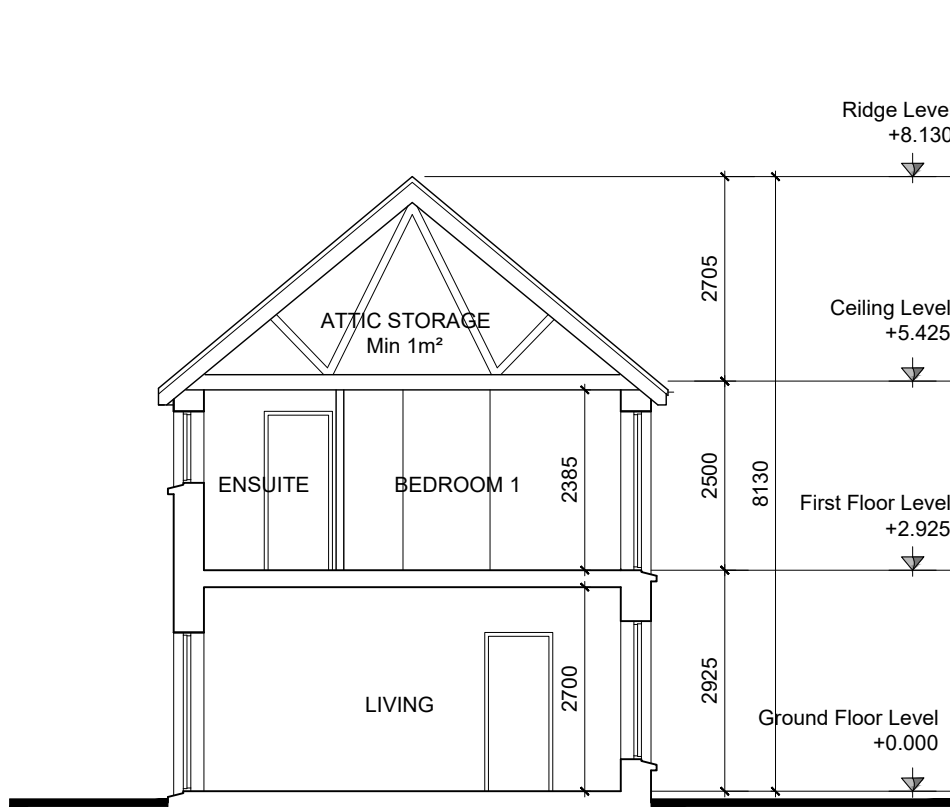 Ridge Leve
+8.130
2705
Ceiling Level
+5.425
ATTIC STORAGE
Min 1m²
ENSUITE
BEDROOM 1
2385
2500
8130
First Floor Level
+2.925
LIVING
2700
2925
Ground Floor Level
+0.000